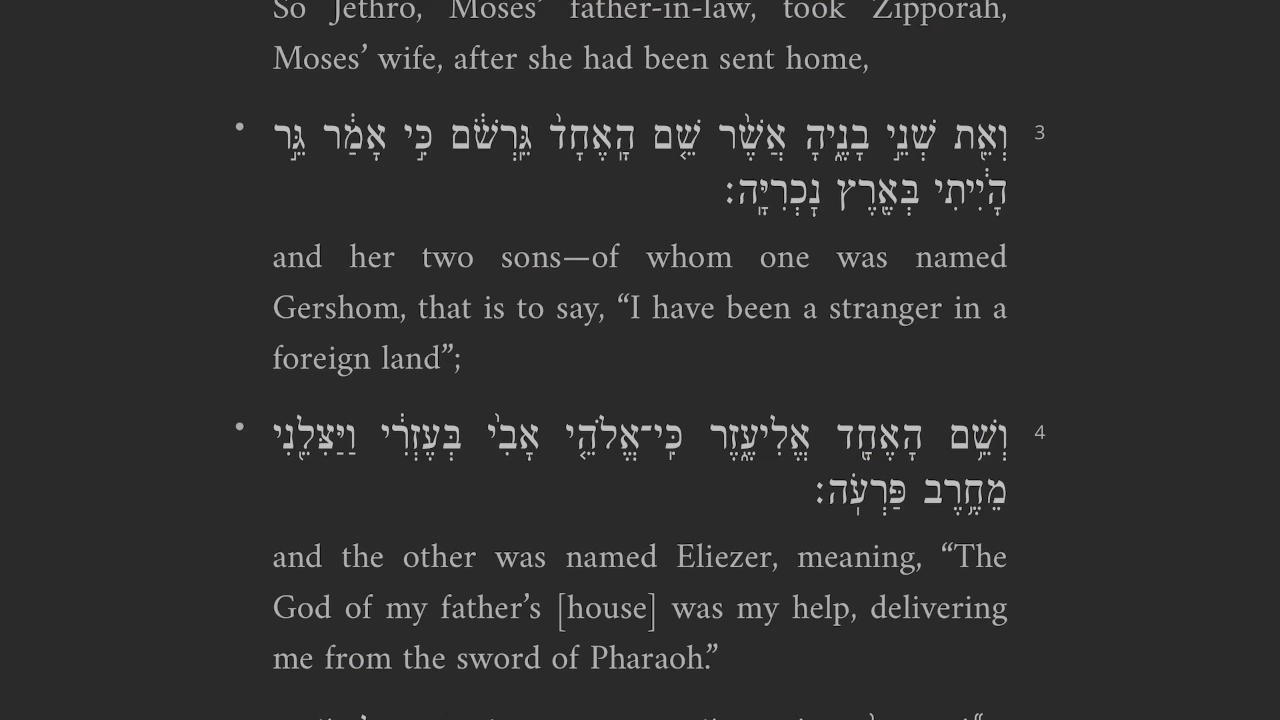 So Jethro, Moses’ father-in-law, took Zipporah,
Moses’ wife, after she had been sent home,
• וְאֵ֖ת שְׁנֵ֣י בָנֶ֑יהָ אֲשֶׁ֨ר שֵׁ֤ם הָֽאֶחָד֙ גֵּֽרְשֹׁ֔ם כִּ֣י אָמַ֔ר גֵּ֣ר 3
הָיִ֔יתִי בְּאֶ֖רֶץ נׇכְרִיָּֽה׃
and her two sons—of whom one was named
Gershom, that is to say, “I have been a stranger in a
foreign land”;
• וְשֵׁ֥ם הָאֶחָ֖ד אֱלִיעֶ֑זֶר כִּֽי־אֱלֹהֵ֤י אָבִי֙ בְּעֶזְרִ֔י וַיַּצִּלֵ֖נִי 4
מֵחֶ֥רֶב פַּרְעֹֽה׃
and the other was named Eliezer, meaning, “The
God of my father’s [house] was my help, delivering
me from the sword of Pharaoh.”